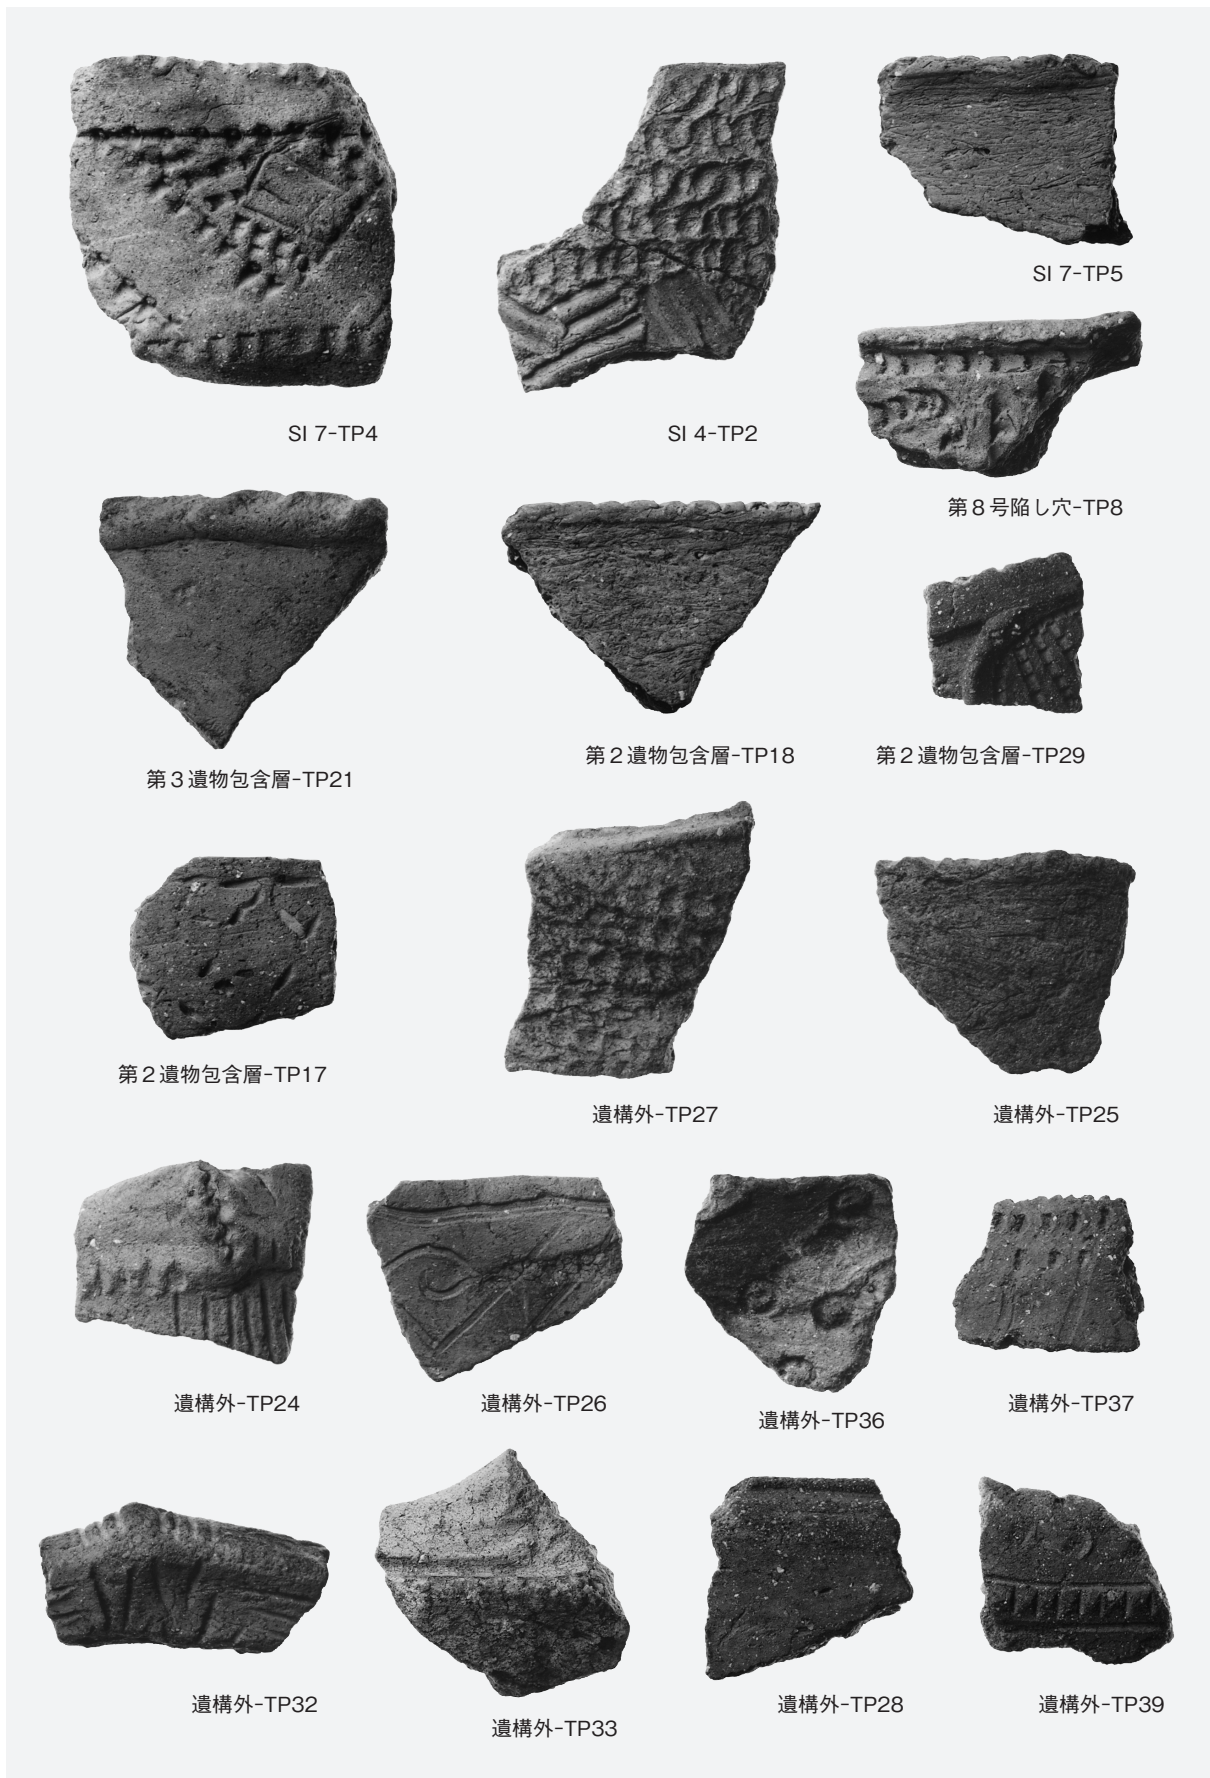 SI 7-TP4
SI 4-TP2
SI 7-TP5
第8号陥し穴-TP8
第3遺物包含層-TP21
第2遺物包含層-TP18
第2遺物包含層-TP29
第2遺物包含層-TP17
遺構外-TP27
遺構外-TP25
遺構外-TP24
遺構外-TP26
遺構外-TP36
遺構外-TP37
遺構外-TP32
遺構外-TP33
遺構外-TP28
遺構外-TP39